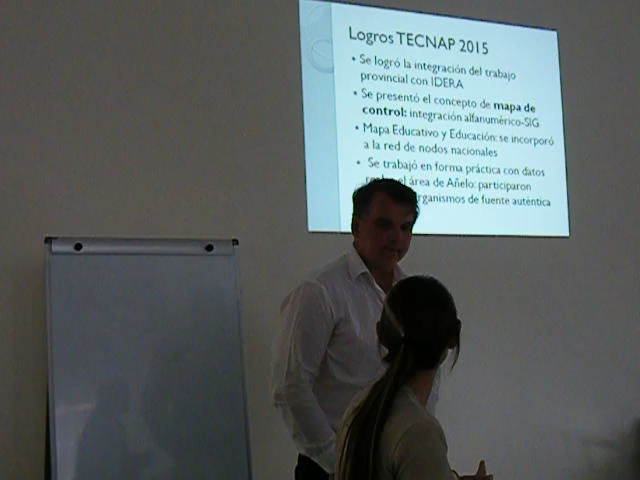 Logros TECNAP 2015
• Se logró la integración del trabajo
provincial con IDERA
• Se presentó el concepto de mapa de
control: integración alfanumérico-SIG
• Mapa Educativo y Educación: se incorporó
a la red de nodos nacionales
• Se trabajó en forma práctica con datos
el área de Añelo: participaron
organismos de fuente auténtica